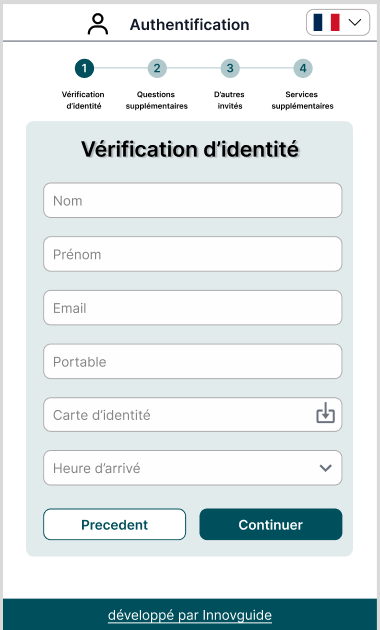 Authentification
1 2 3 4
Vérification d'identité
Questions supplémentaires
D'autres invités
Services supplémentaires
Vérification d'identité
Nom
Prénom
Email
Portable
Carte d'identité
Heure d'arrivé
Precedent Continuer
développé par Innovguide